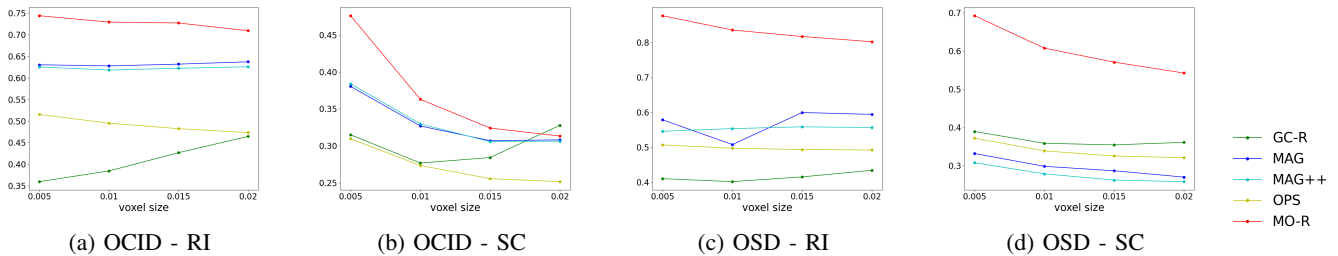 0.75
0.70
0.65
0.60
0.55
0.50
0.45
0.40
0.35
0.005 0.01 0.015 0.02
voxel size
(a) OCID - RI
0.45
0.40
0.35
0.30
0.25
0.005 0.01 0.015 0.02
voxel size
(b) OCID - SC
0.8
0.7
0.6
0.5
0.4
0.005 0.01 0.015 0.02
voxel size
(c) OSD - RI
0.7
0.6
0.5
0.4
0.3
0.005 0.01 0.015 0.02
voxel size
(d) OSD - SC
GC-R
MAG
MAG++
OPS
MO-R